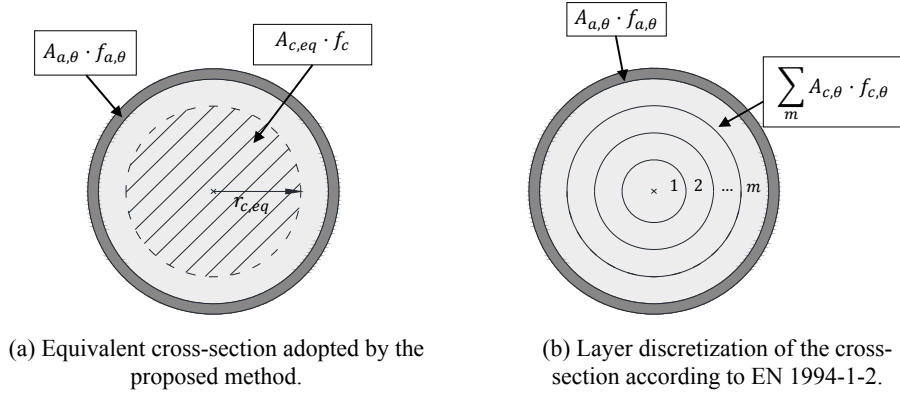 A_{a,θ} · f_{a,θ}
A_{c,eq} · f_c
r_{c,eq}
(a) Equivalent cross-section adopted by the
proposed method.
A_{a,θ} · f_{a,θ}
∑_m A_{c,θ} · f_{c,θ}
1 2 ... m
(b) Layer discretization of the cross-
section according to EN 1994-1-2.